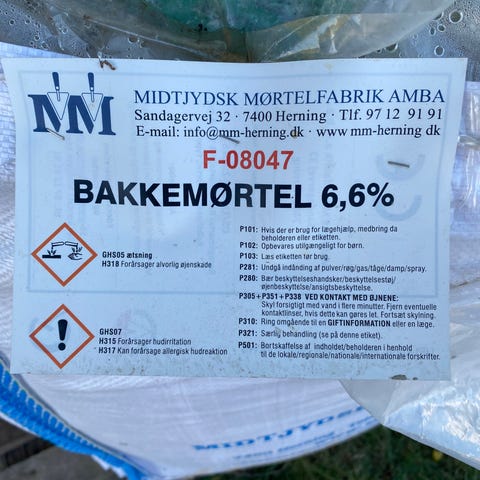 MM
MIDTJYDSK MØRTELFABRIK AMBA
Sandagervej 32 · 7400 Herning · Tlf. 97 12 91 91
E-mail: info@mm-herning.dk · www.mm-herning dk
F-08047
BAKKEMØRTEL 6,6%
GHS05 ætsning
H318 Forårsager alvorlig øjenskade
GHS07
H315 Forårsager hudirritation
H317 Kan forårsage allergisk hudreaktion
P101: Hvis der er brug for lægehjælp, medbring da
beholderen eller etiketten.
P102: Opbevares utilgængeligt for børn.
P103: Læs etiketten før brug.
P281: Undgå indånding af pulver/røg/gas/tåge/damp/spray.
P280: Bær beskyttelseshandsker/beskyttelsestøj/
øjenbeskyttelse/ansigtsbeskyttelse.
P305+P351+P338 VED KONTAKT MED ØJNENE:
Skyl forsigtigt med vand i flere minutter. Fjern eventuelle
kontaktlinser, hvis dette kan gøres let. Fortsæt skylning.
P310: Ring omgående til en GIFTINFORMATION eller en læge.
P321: Særlig behandling (se på denne etiket).
P501: Bortskaffelse af indholdet/beholderen i henhold
til de lokale/regionale/nationale/internationale forskrifter.
MIDTJYDS